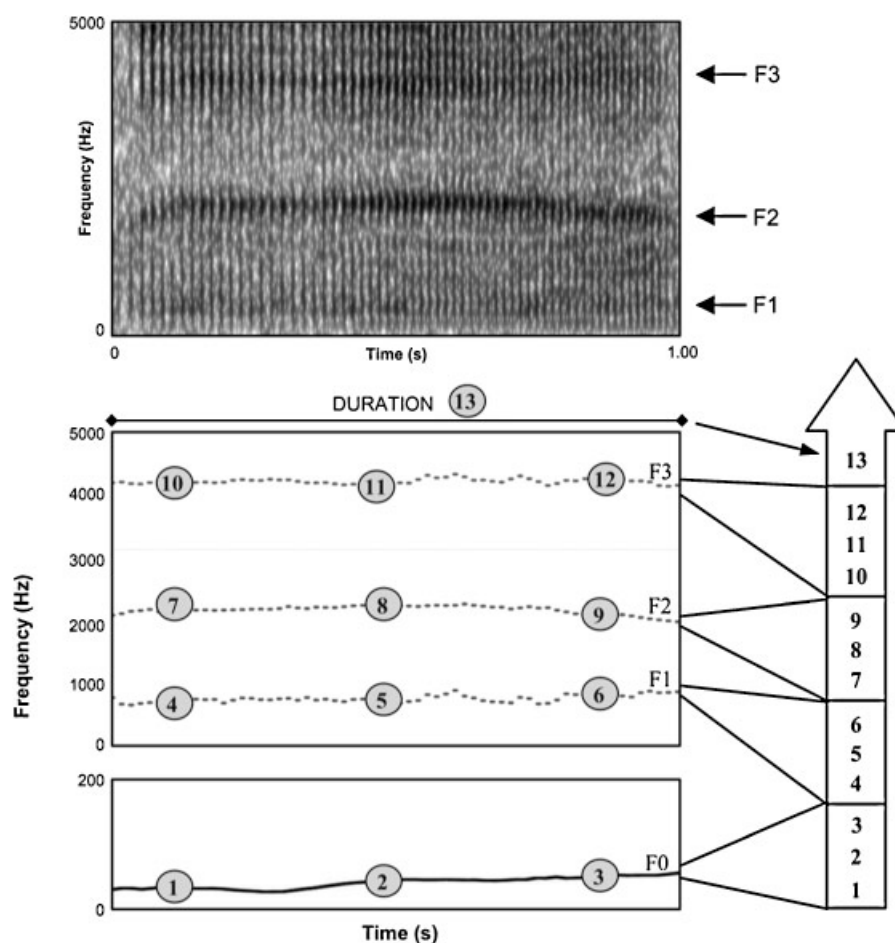 5000
Frequency (Hz)
0
0
Time (s)
1.00
F3
F2
F1
DURATION 13
5000
4000
3000
2000
1000
0
Frequency (Hz)
10 11 12 F3
7 8 9 F2
4 5 6 F1
200
0
1 2 3 F0
Time (s)
13
12
11
10
9
8
7
6
5
4
3
2
1